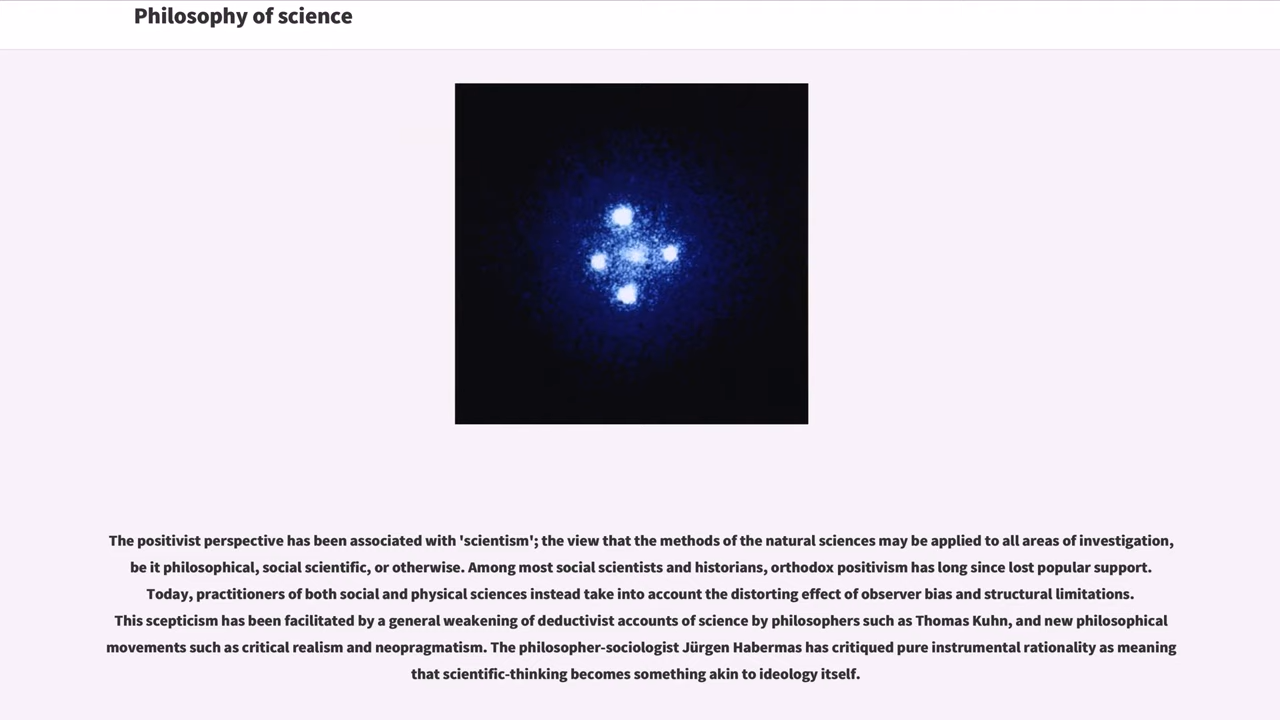 Philosophy of science
The positivist perspective has been associated with 'scientism'; the view that the methods of the natural sciences may be applied to all areas of investigation,
be it philosophical, social scientific, or otherwise. Among most social scientists and historians, orthodox positivism has long since lost popular support.
Today, practitioners of both social and physical sciences instead take into account the distorting effect of observer bias and structural limitations.
This scepticism has been facilitated by a general weakening of deductivist accounts of science by philosophers such as Thomas Kuhn, and new philosophical
movements such as critical realism and neopragmatism. The philosopher-sociologist Jürgen Habermas has critiqued pure instrumental rationality as meaning
that scientific-thinking becomes something akin to ideology itself.